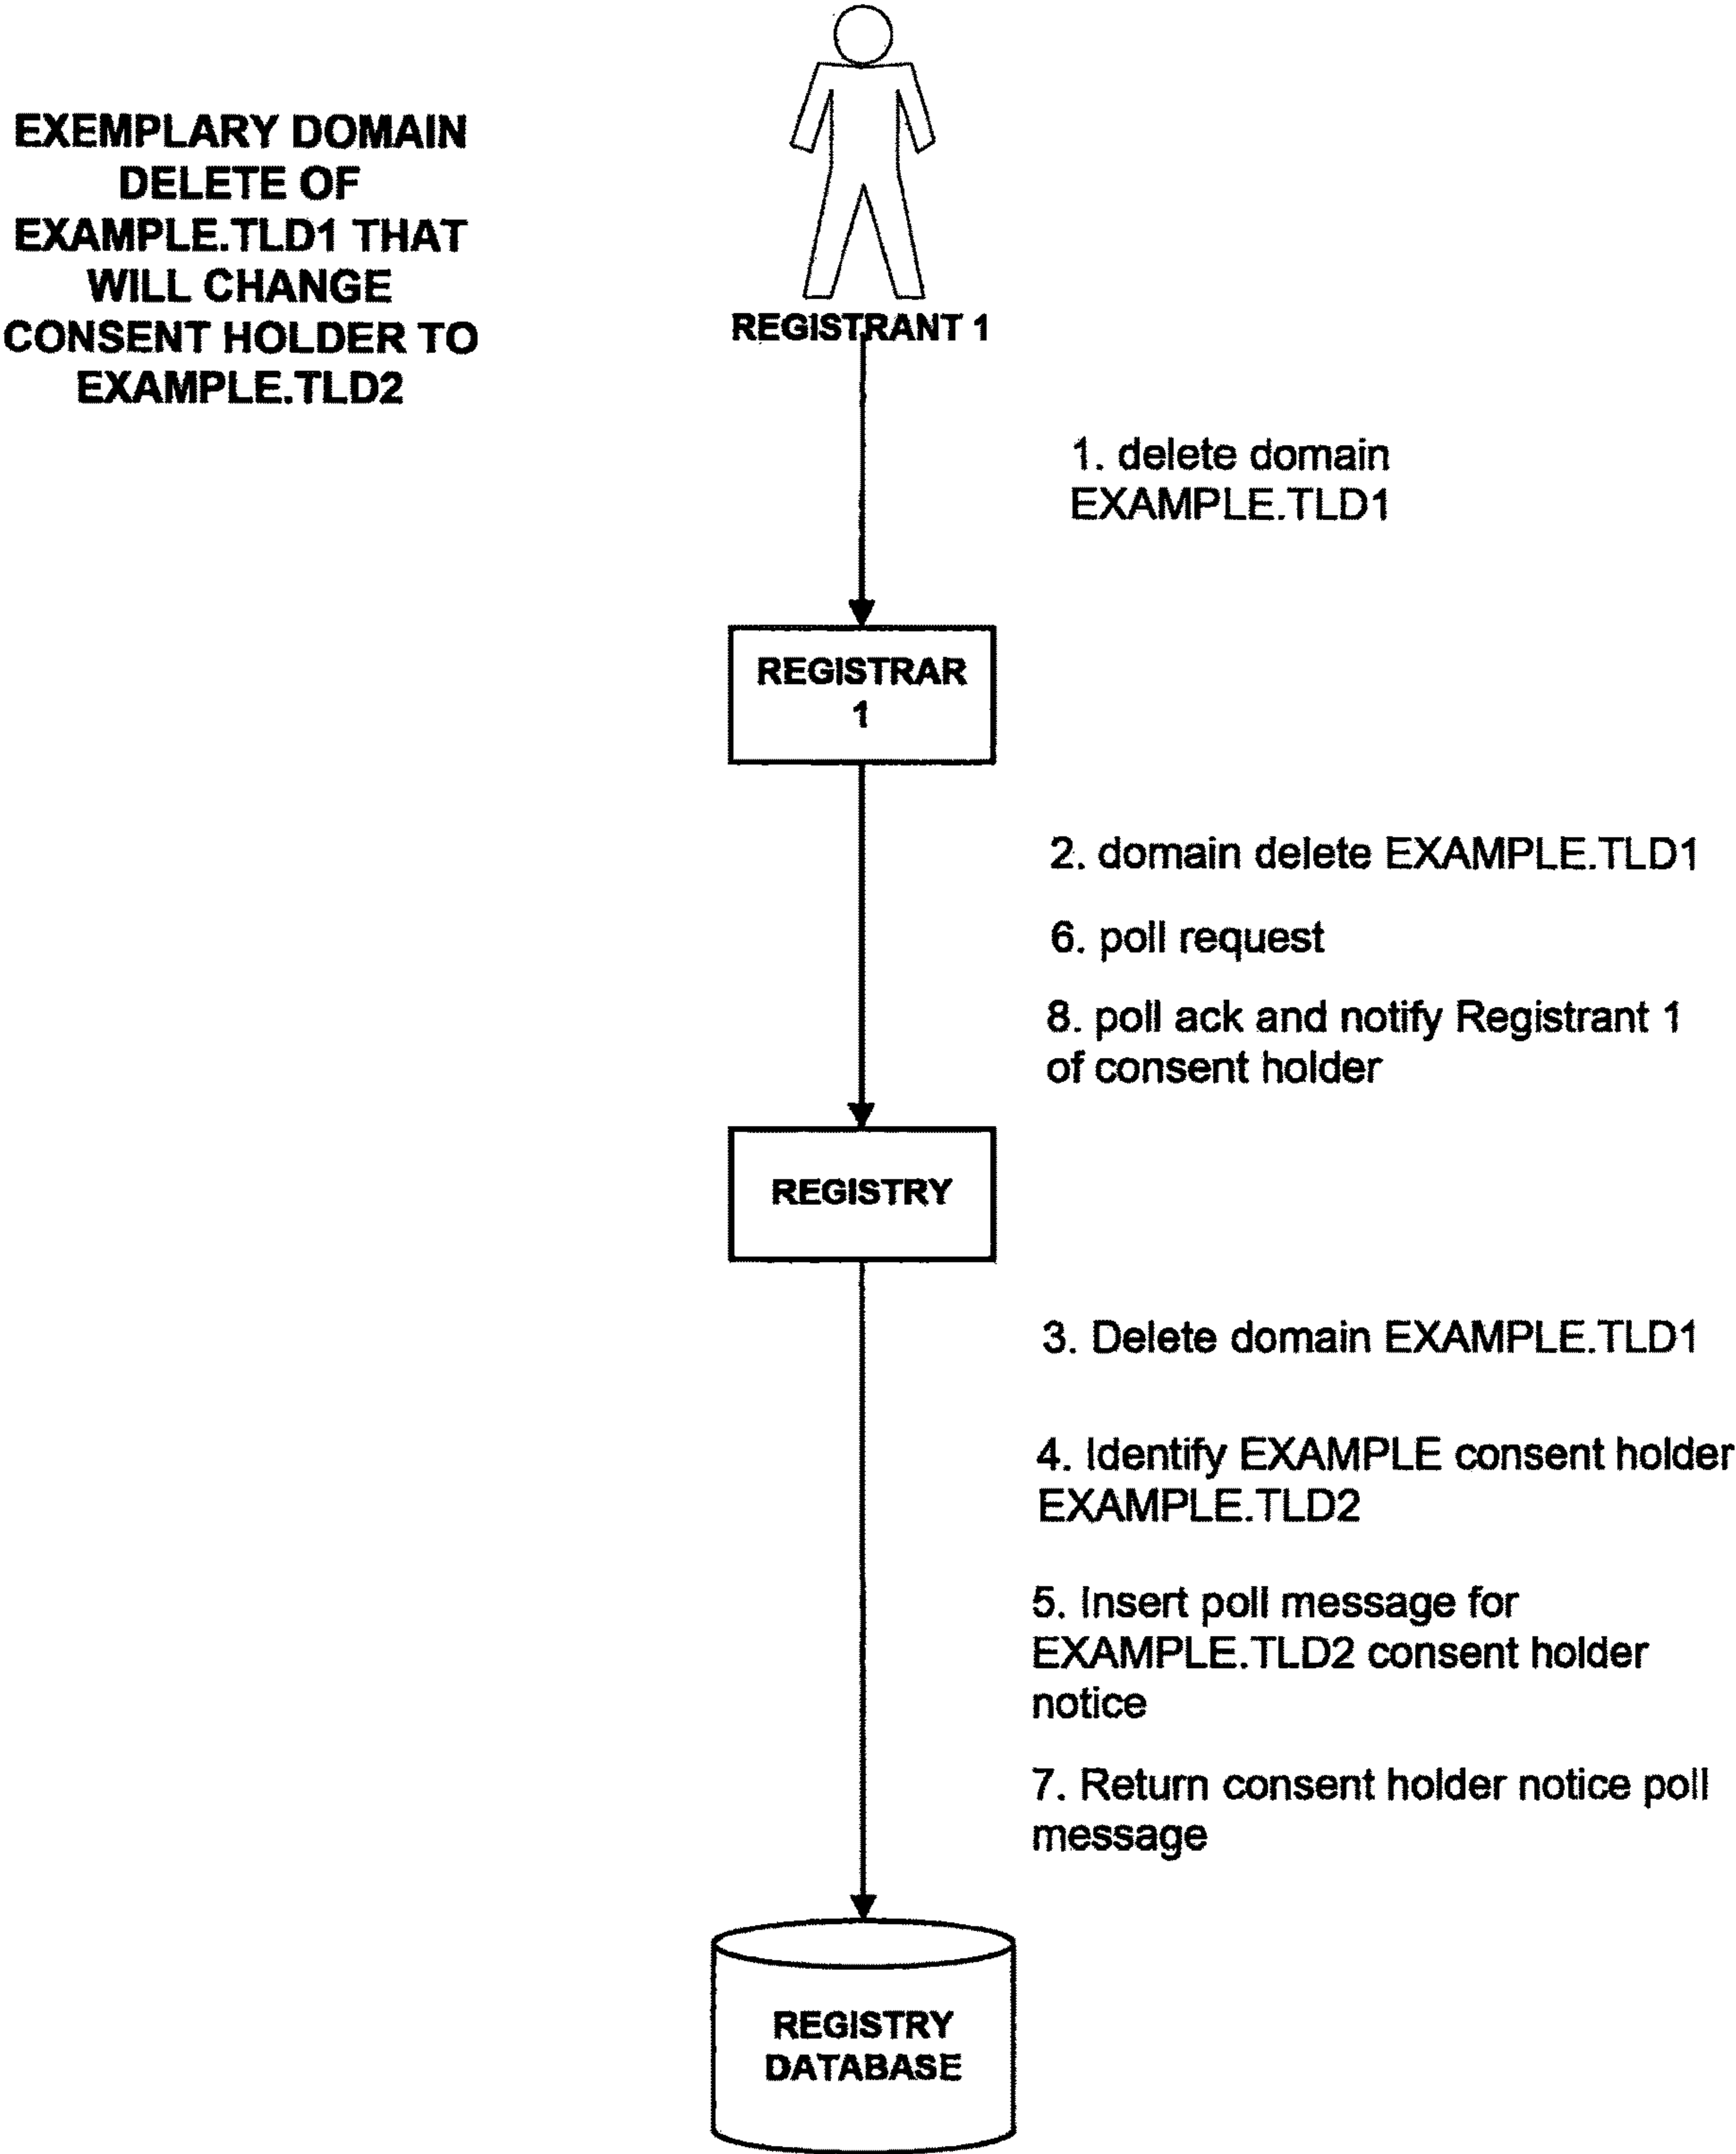 EXEMPLARY DOMAIN
DELETE OF
EXAMPLE.TLD1 THAT
WILL CHANGE
CONSENT HOLDER TO
EXAMPLE.TLD2
REGISTRANT 1
1. delete domain
EXAMPLE.TLD1
REGISTRAR
1
2. domain delete EXAMPLE.TLD1
6. poll request
8. poll ack and notify Registrant 1
of consent holder
REGISTRY
3. Delete domain EXAMPLE.TLD1
4. Identify EXAMPLE consent holder
EXAMPLE.TLD2
5. Insert poll message for
EXAMPLE.TLD2 consent holder
notice
7. Return consent holder notice poll
message
REGISTRY
DATABASE